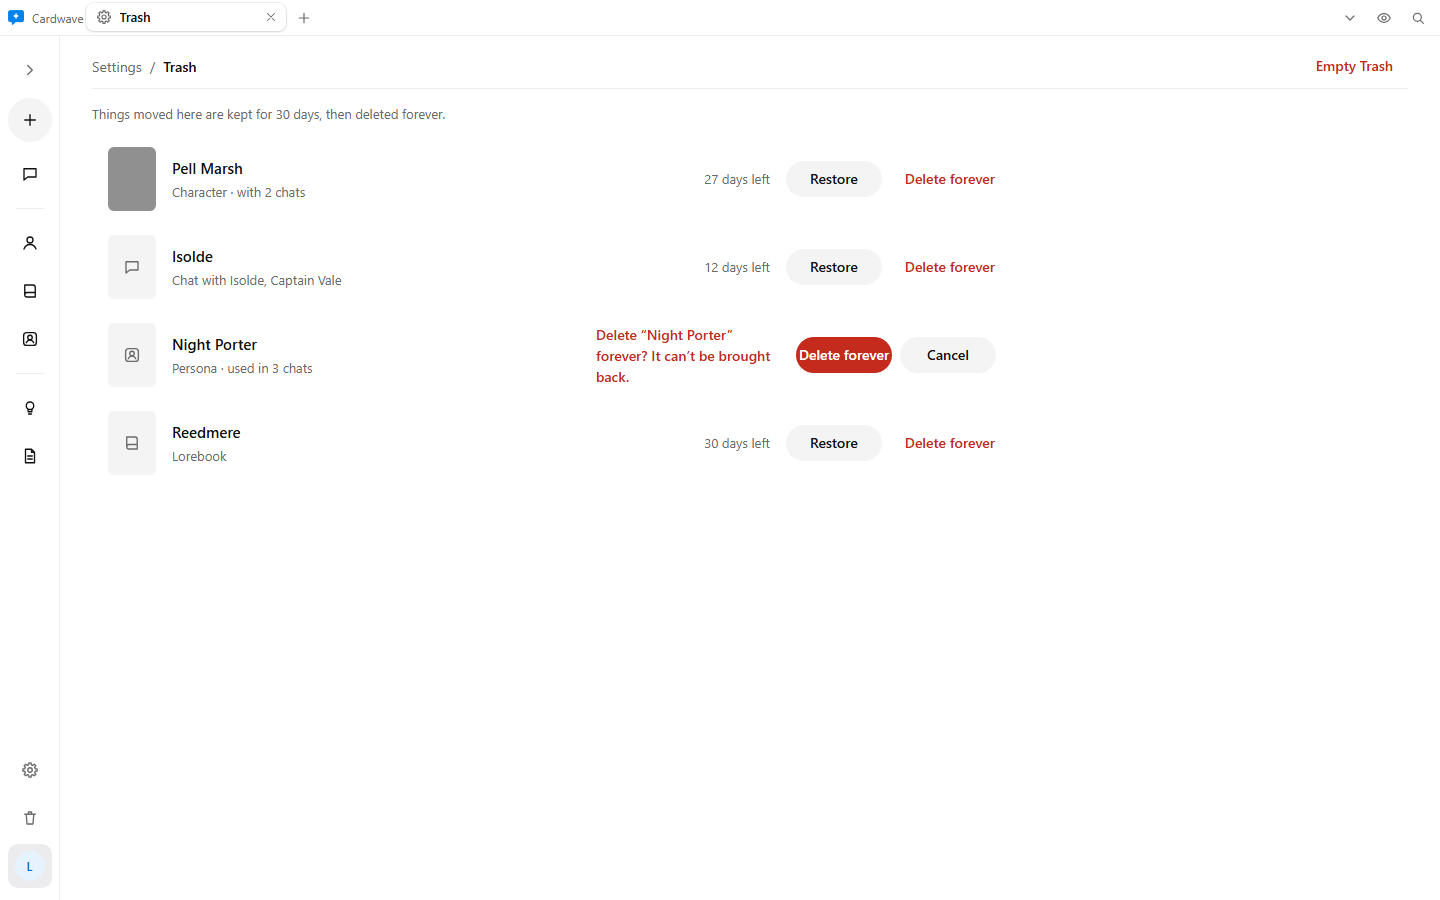 Cardwave
Trash
Settings / Trash
Empty Trash
Things moved here are kept for 30 days, then deleted forever.
Pell Marsh
Character · with 2 chats
27 days left
Restore
Delete forever
Isolde
Chat with Isolde, Captain Vale
12 days left
Restore
Delete forever
Night Porter
Persona · used in 3 chats
Delete “Night Porter”
forever? It can’t be brought
back.
Delete forever
Cancel
Reedmere
Lorebook
30 days left
Restore
Delete forever
L